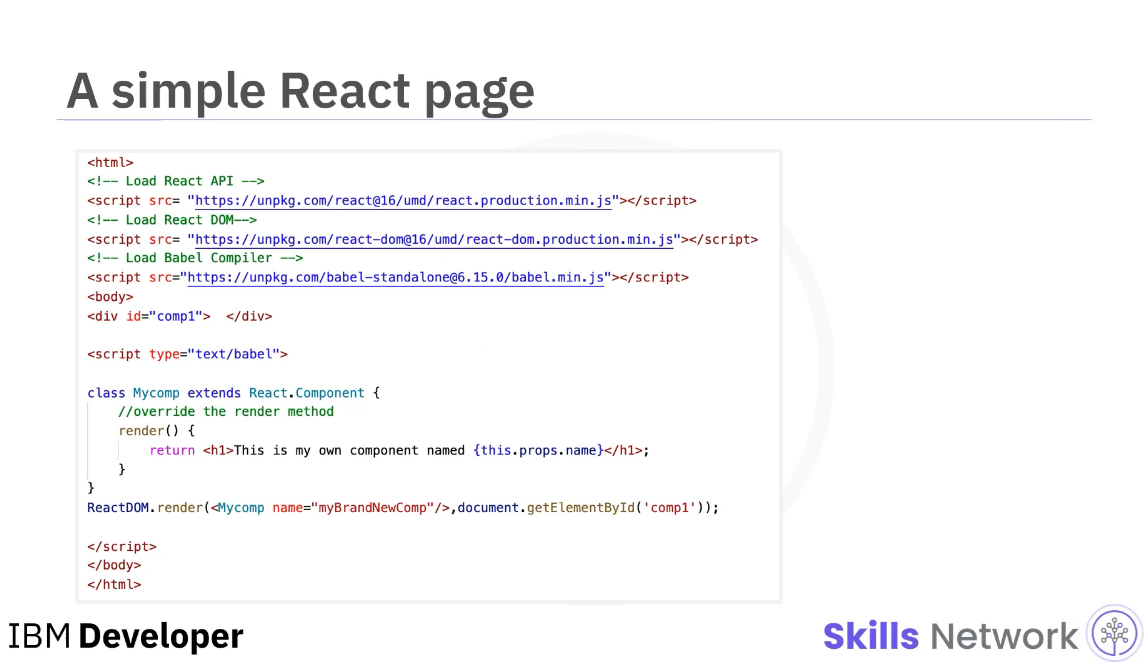 A simple React page
<html>
<!-- Load React API -->
<script src= "https://unpkg.com/react@16/umd/react.production.min.js"></script>
<!-- Load React DOM-->
<script src= "https://unpkg.com/react-dom@16/umd/react-dom.production.min.js"></script>
<!-- Load Babel Compiler -->
<script src="https://unpkg.com/babel-standalone@6.15.0/babel.min.js"></script>
<body>
<div id="comp1">  </div>
<script type="text/babel">
class Mycomp extends React.Component {
    //override the render method
    render() {
        return <h1>This is my own component named {this.props.name}</h1>;
    }
}
ReactDOM.render(<Mycomp name="myBrandNewComp"/>,document.getElementById('comp1'));
</script>
</body>
</html>
IBM Developer
Skills Network